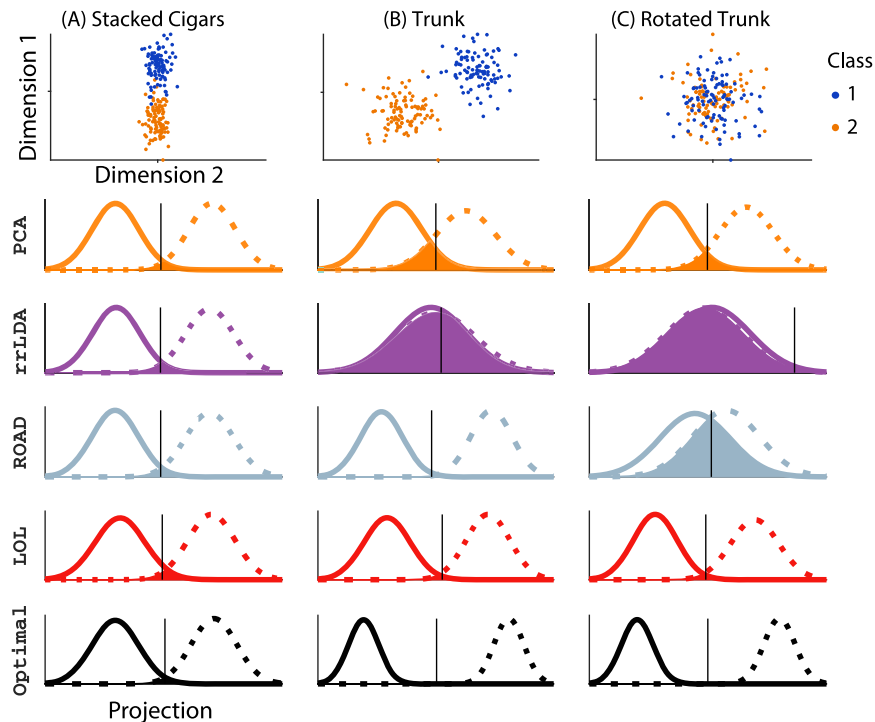 (A) Stacked Cigars
(B) Trunk
(C) Rotated Trunk
Dimension 1
Dimension 2
Class
1
2
PCA
rrLDA
ROAD
LOL
Optimal
Projection